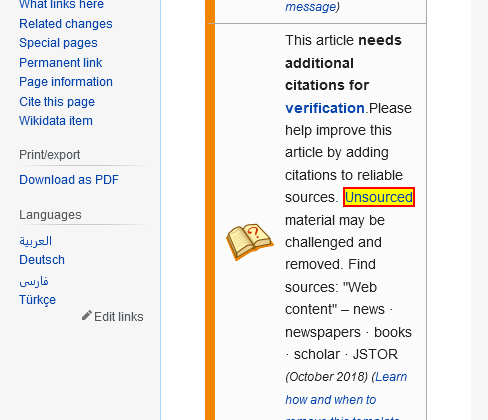 What links here
Related changes
Special pages
Permanent link
Page information
Cite this page
Wikidata item
Print/export
Download as PDF
Languages
العربية
Deutsch
فارسی
Türkçe
Edit links
message)
This article needs
additional
citations for
verification.Please
help improve this
article by adding
citations to reliable
sources. Unsourced
material may be
challenged and
removed. Find
sources: "Web
content" – news ·
newspapers · books
· scholar · JSTOR
(October 2018) (Learn
how and when to
remove this template